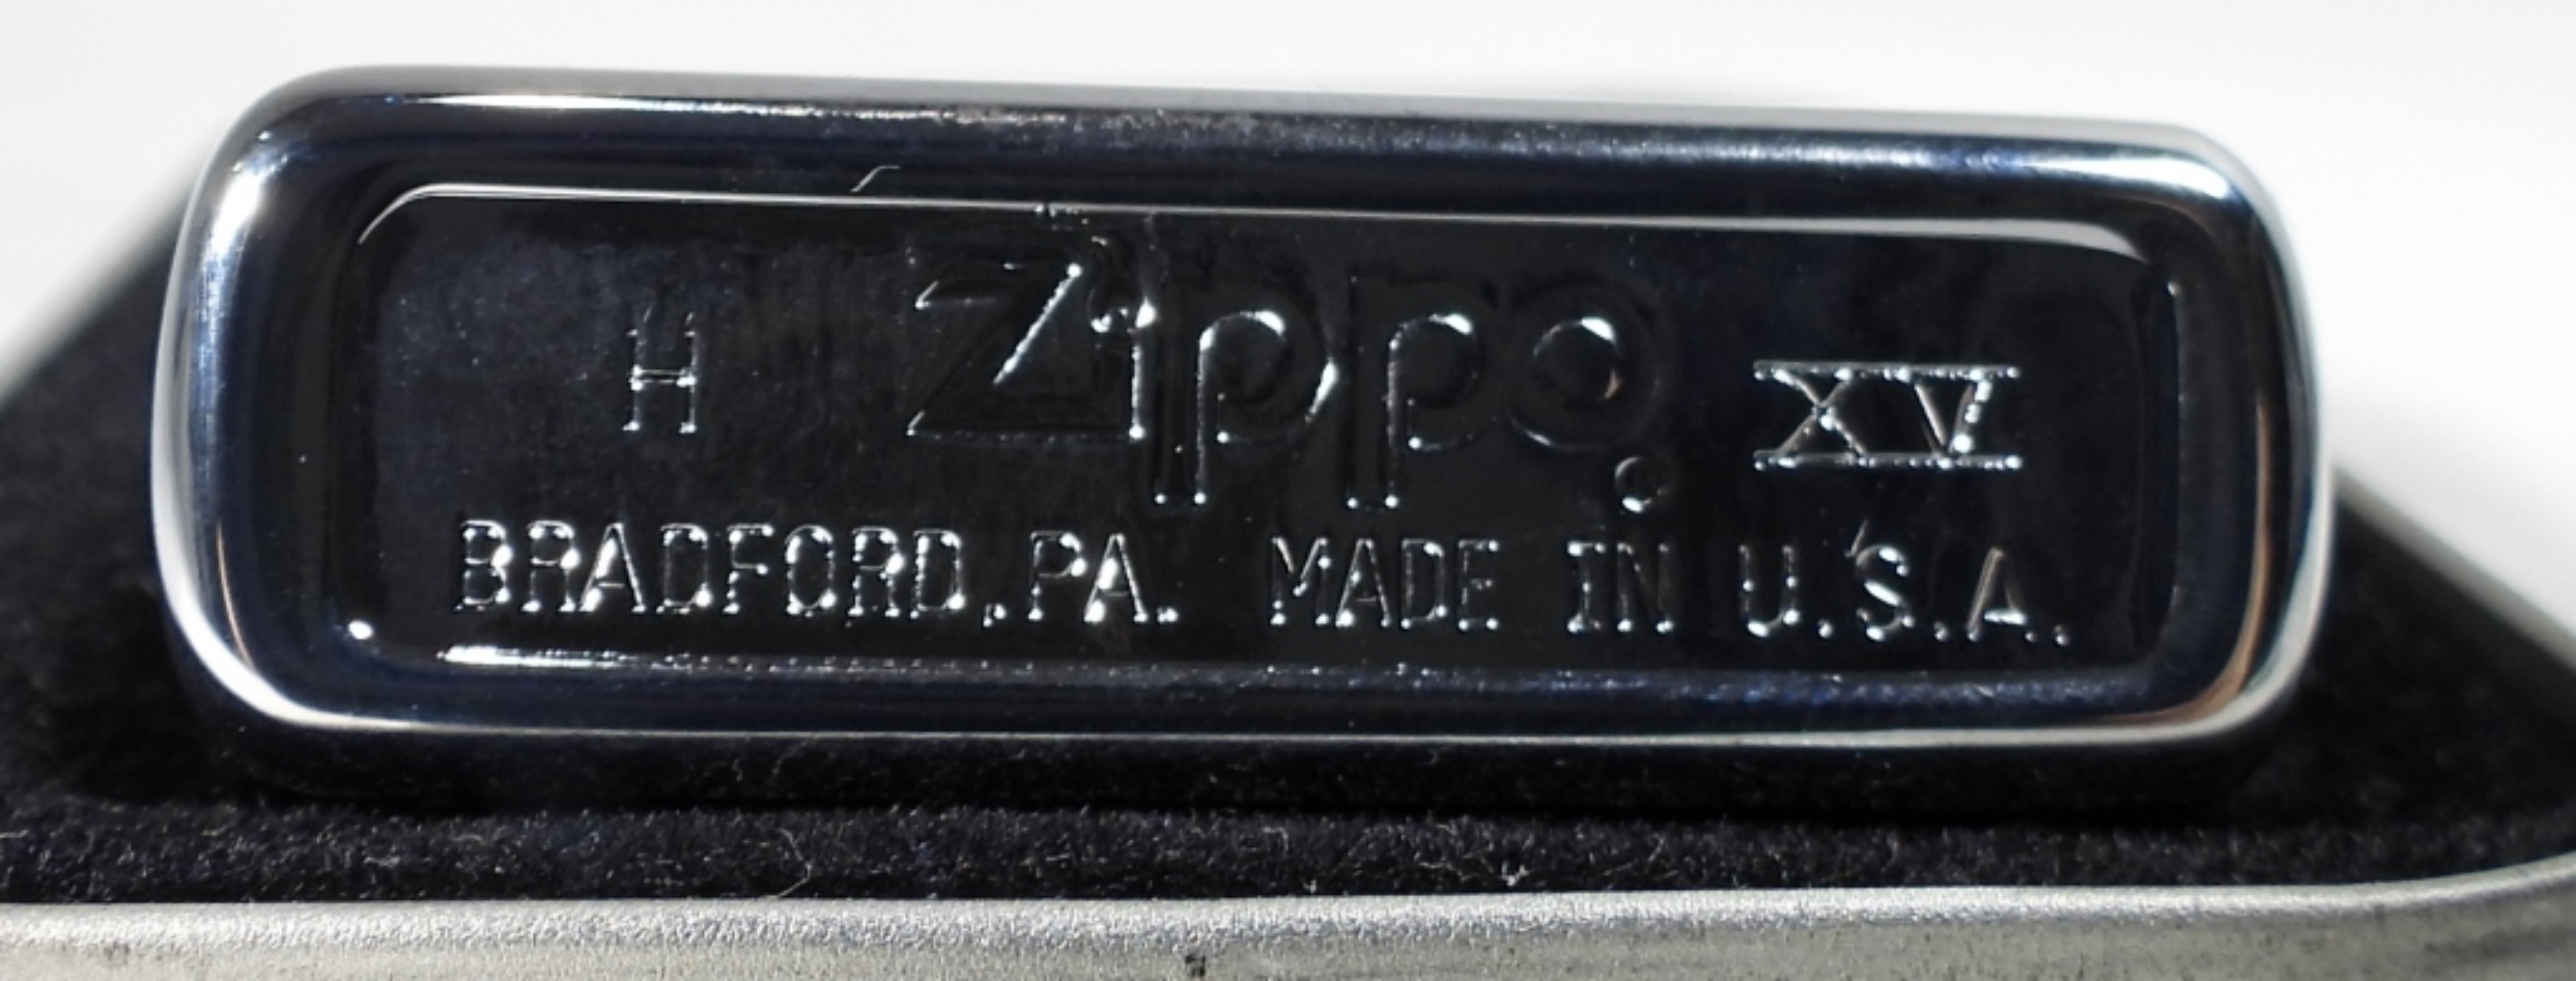 H Zippo XV
BRADFORD,PA. MADE IN U.S.A.